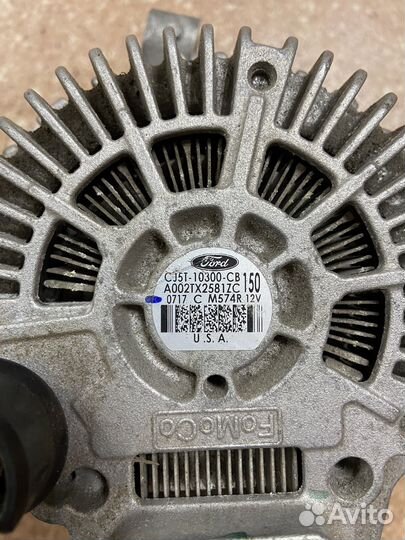 Ford
CJ5T-10300-CB 150
A002TX2581ZC
0717 C M574R 12V
U.S.A.
FoMoCo
Avito